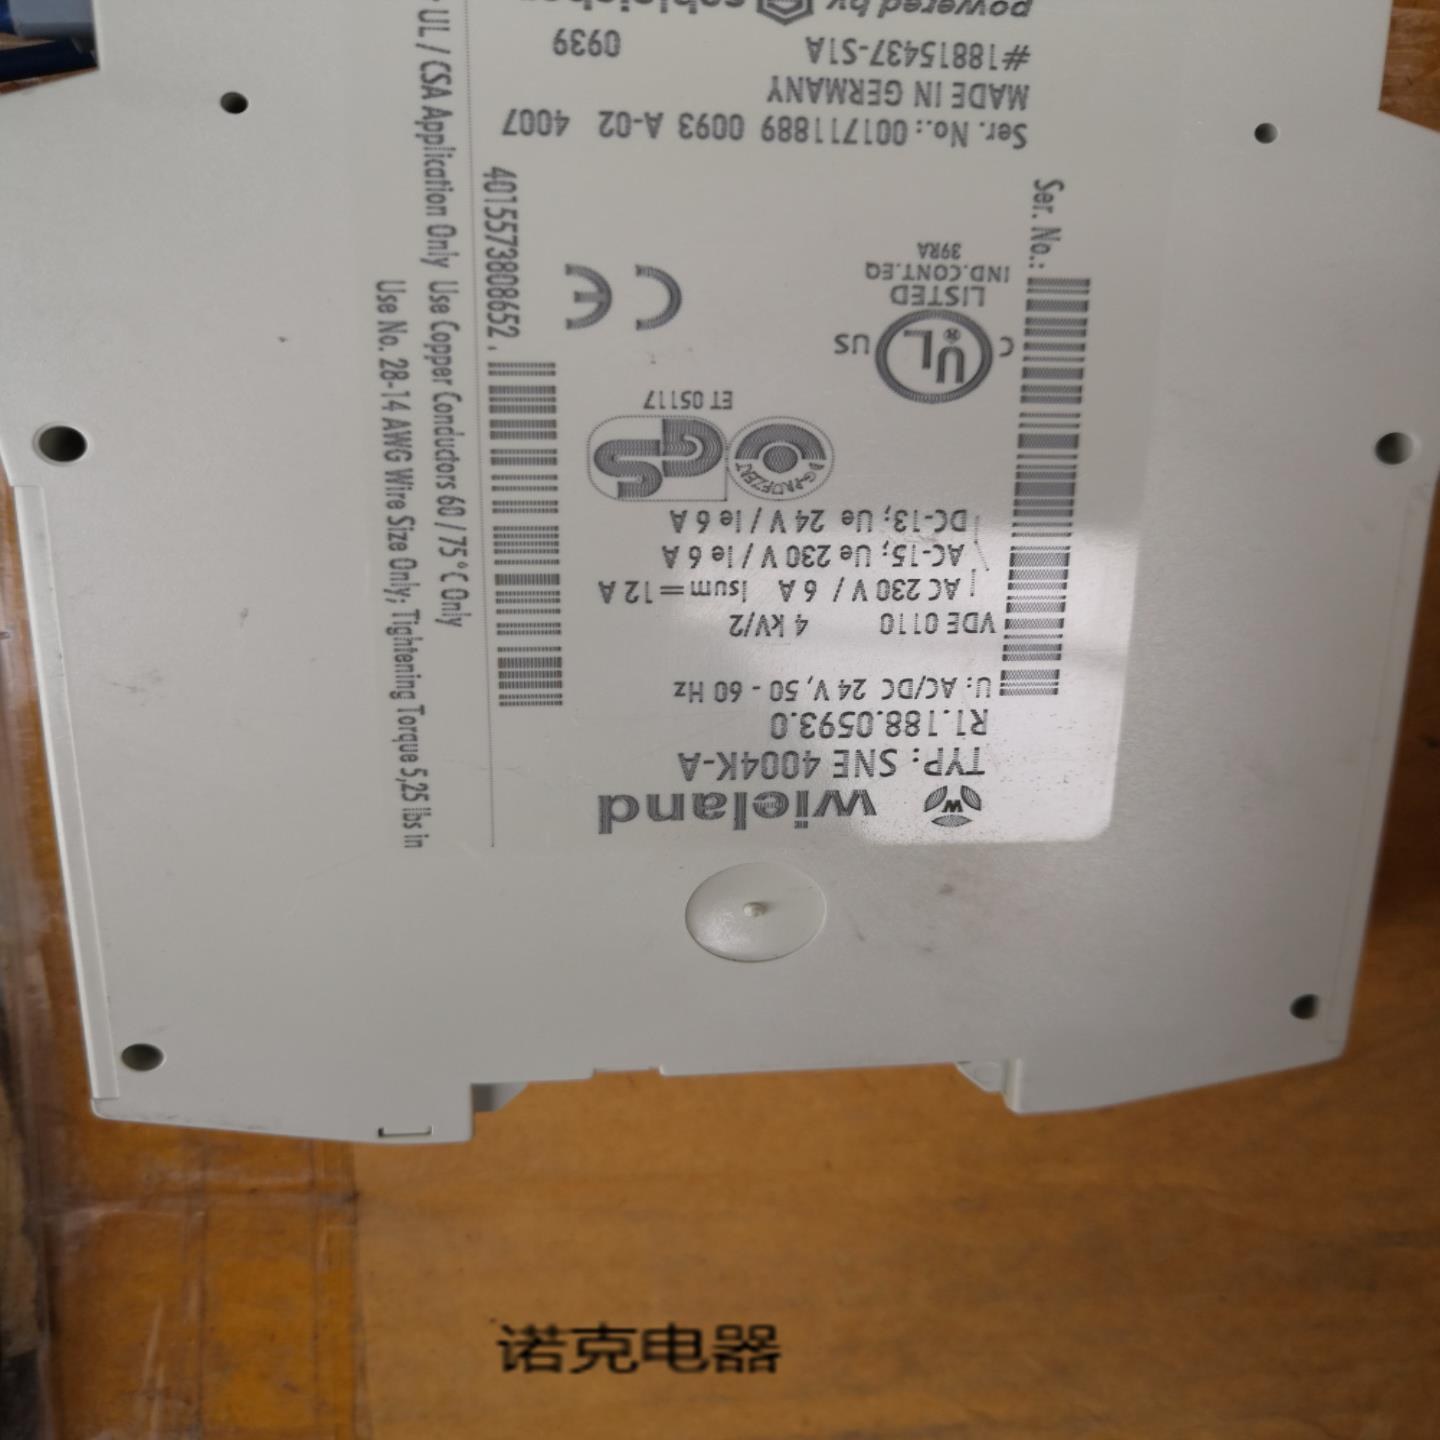 wieland
TYP: SNE 4004K-A
R1.188.0593.0
U: AC/DC 24 V, 50 - 60 Hz
VDE 0110 4 kV/2
AC 230 V / 6 A Isum=12 A
AC-15; Ue 230 V / Ie 6 A
DC-13; Ue 24 V / Ie 6 A
GS
ET 05117
C UL US
LISTED
IND.CONT.EQ
39RA
CE
Ser. No.: 001711889 0093 A-02 4007
MADE IN GERMANY
#18815437-S1A 0939
powered by schleicher
Ser. No.:
4015573808652
UL / CSA Application Only Use Copper Conductors 60 / 75°C Only
Use No. 28-14 AWG Wire Size Only; Tightening Torque 5,25 lbs in
诺克电器